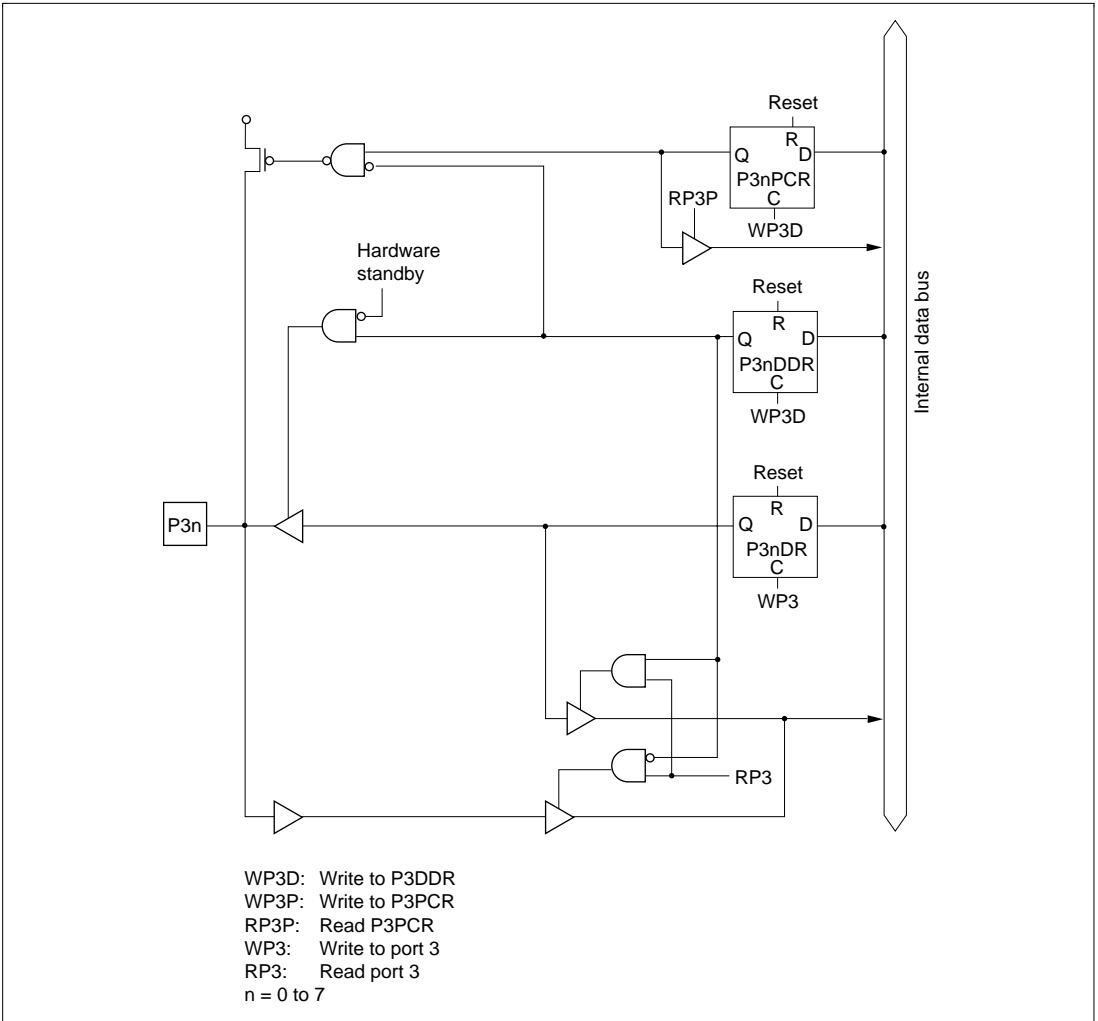 Reset
R
Q D
P3nPCR
C
WP3D
RP3P
Hardware
standby
Reset
R
Q D
P3nDDR
C
WP3D
Internal data bus
Reset
R
Q D
P3nDR
C
WP3
P3n
RP3
WP3D: Write to P3DDR
WP3P: Write to P3PCR
RP3P: Read P3PCR
WP3: Write to port 3
RP3: Read port 3
n = 0 to 7